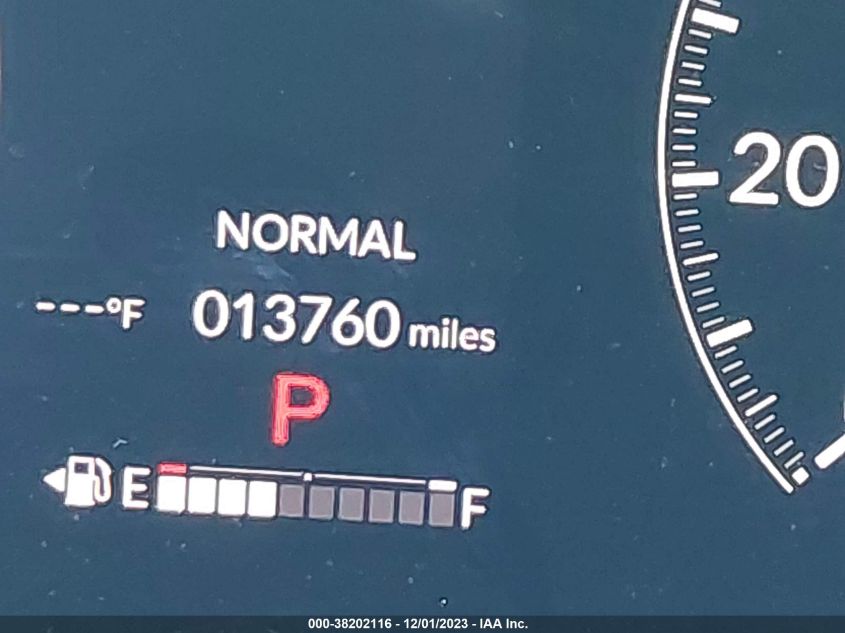 20
NORMAL
---°F 013760 miles
P
E F
000-38202116 - 12/01/2023 - IAA Inc.